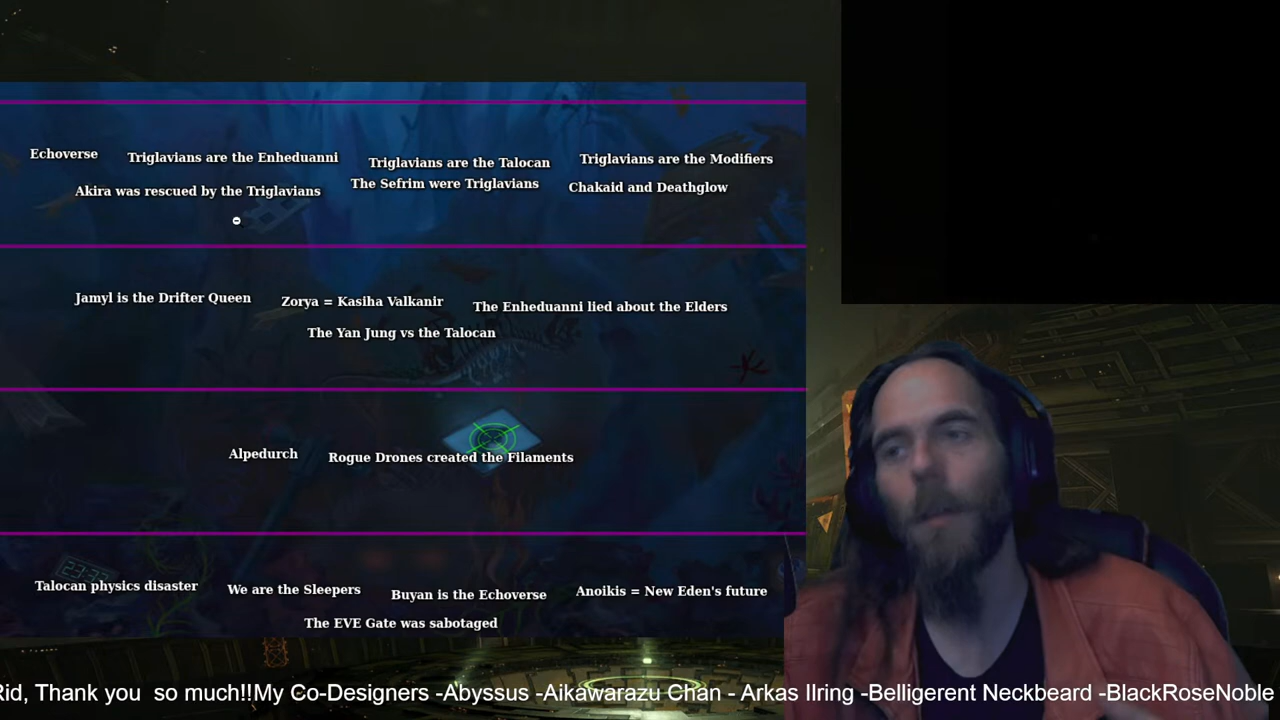 Echoverse
Triglavians are the Enheduanni
Triglavians are the Talocan
Triglavians are the Modifiers
Akira was rescued by the Triglavians
The Sefrim were Triglavians
Chakaid and Deathglow
Jamyl is the Drifter Queen
Zorya = Kasiha Valkanir
The Enheduanni lied about the Elders
The Yan Jung vs the Talocan
Alpedurch
Rogue Drones created the Filaments
23:37
Talocan physics disaster
We are the Sleepers
Buyan is the Echoverse
Anoikis = New Eden's future
The EVE Gate was sabotaged
Rid, Thank you so much!!My Co-Designers -Abyssus -Aikawarazu Chan - Arkas Ilring -Belligerent Neckbeard -BlackRoseNoble